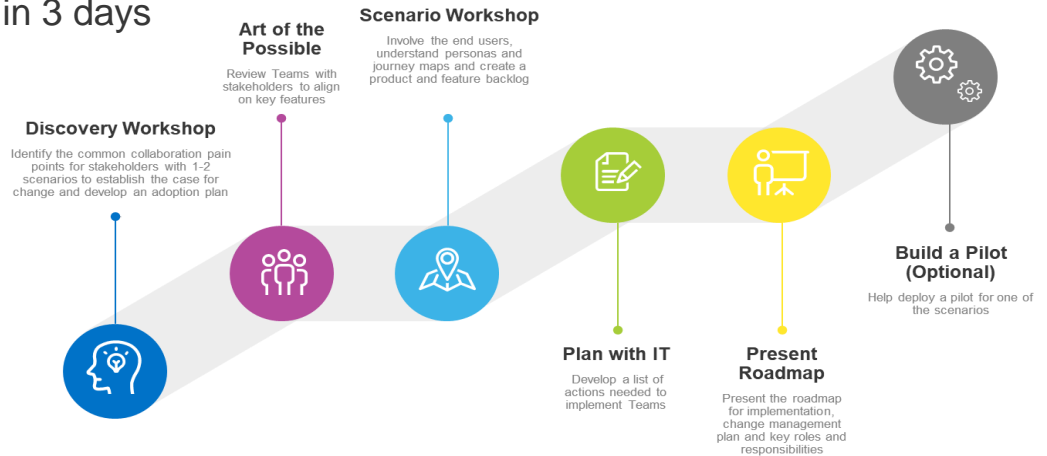 in 3 days
Discovery Workshop
Identify the common collaboration pain
points for stakeholders with 1-2
scenarios to establish the case for
change and develop an adoption plan
Art of the
Possible
Review Teams with
stakeholders to align
on key features
Scenario Workshop
Involve the end users,
understand personas and
journey maps and create a
product and feature backlog
Plan with IT
Develop a list of
actions needed to
implement Teams
Present
Roadmap
Present the roadmap
for implementation,
change management
plan and key roles and
responsibilities
Build a Pilot
(Optional)
Help deploy a pilot for one of
the scenarios